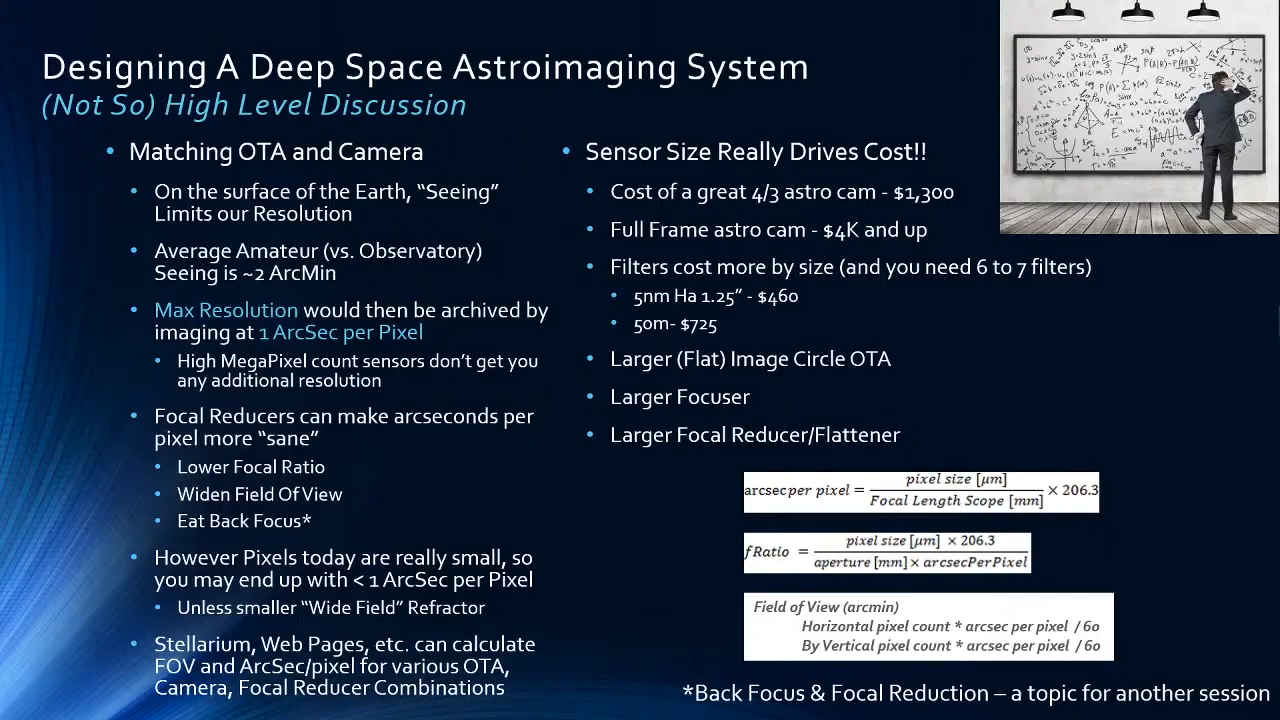 Designing A Deep Space Astroimaging System
(Not So) High Level Discussion
• Matching OTA and Camera
• On the surface of the Earth, “Seeing”
Limits our Resolution
• Average Amateur (vs. Observatory)
Seeing is ~2 ArcMin
• Max Resolution would then be archived by
imaging at 1 ArcSec per Pixel
• High MegaPixel count sensors don’t get you
any additional resolution
• Focal Reducers can make arcseconds per
pixel more “sane”
• Lower Focal Ratio
• Widen Field Of View
• Eat Back Focus*
• However Pixels today are really small, so
you may end up with < 1 ArcSec per Pixel
• Unless smaller “Wide Field” Refractor
• Stellarium, Web Pages, etc. can calculate
FOV and ArcSec/pixel for various OTA,
Camera, Focal Reducer Combinations
• Sensor Size Really Drives Cost!!
• Cost of a great 4/3 astro cam - $1,300
• Full Frame astro cam - $4K and up
• Filters cost more by size (and you need 6 to 7 filters)
• 5nm Ha 1.25” - $460
• 50m- $725
• Larger (Flat) Image Circle OTA
• Larger Focuser
• Larger Focal Reducer/Flattener
arcsec per pixel = pixel size [µm] / Focal Length Scope [mm] × 206.3
fRatio = pixel size [µm] × 206.3 / aperture [mm] × arcsecPerPixel
Field of View (arcmin)
Horizontal pixel count * arcsec per pixel / 60
By Vertical pixel count * arcsec per pixel / 60
*Back Focus & Focal Reduction – a topic for another session